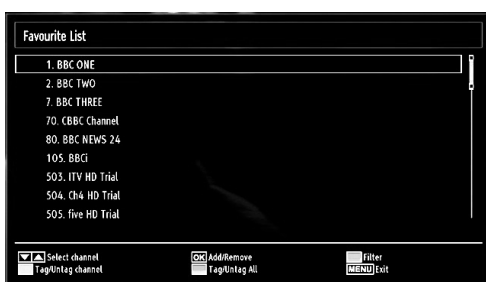 Favourite List
1. BBC ONE
2. BBC TWO
7. BBC THREE
70. CBBC Channel
80. BBC NEWS 24
105. BBCi
503. ITV HD Trial
504. Ch4 HD Trial
505. five HD Trial
Select channel OK Add/Remove Filter
Tag/Untag channel Tag/Untag All MENU Exit